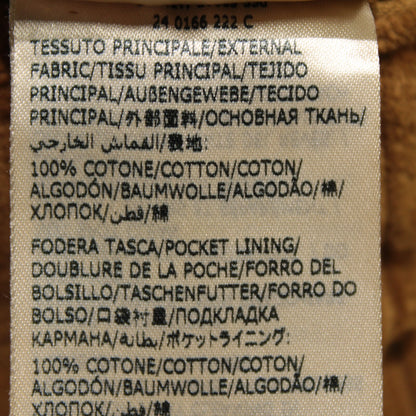 24 0166 222 C
TESSUTO PRINCIPALE/EXTERNAL
FABRIC/TISSU PRINCIPAL/TEJIDO
PRINCIPAL/AUßENGEWEBE/TECIDO
PRINCIPAL/外部面料/ОСНОВНАЯ ТКАНЬ/
القماش الخارجي/表地:
100% COTONE/COTTON/COTON/
ALGODÓN/BAUMWOLLE/ALGODÃO/棉/
ХЛОПОК/قطن/綿
FODERA TASCA/POCKET LINING/
DOUBLURE DE LA POCHE/FORRO DEL
BOLSILLO/TASCHENFUTTER/FORRO DO
BOLSO/口袋衬里/ПОДКЛАДКА
КАРМАНА/بطانة/ポケットライニング:
100% COTONE/COTTON/COTON/
ALGODÓN/BAUMWOLLE/ALGODÃO/棉/
ХЛОПОК/قطن/綿